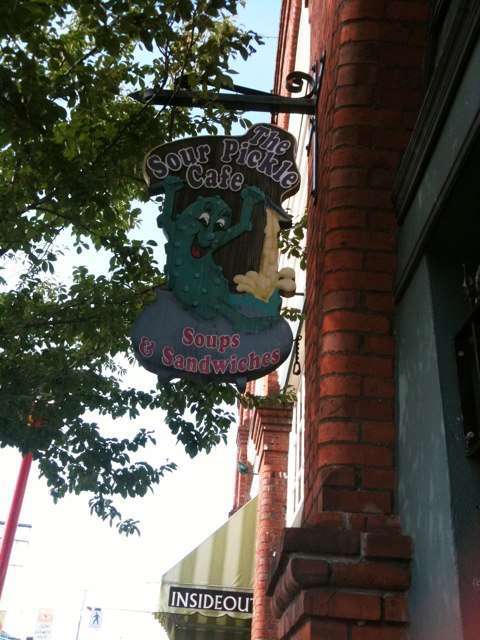 The
Sour Pickle
Cafe
Soups
& Sandwiches
INSIDEOUT